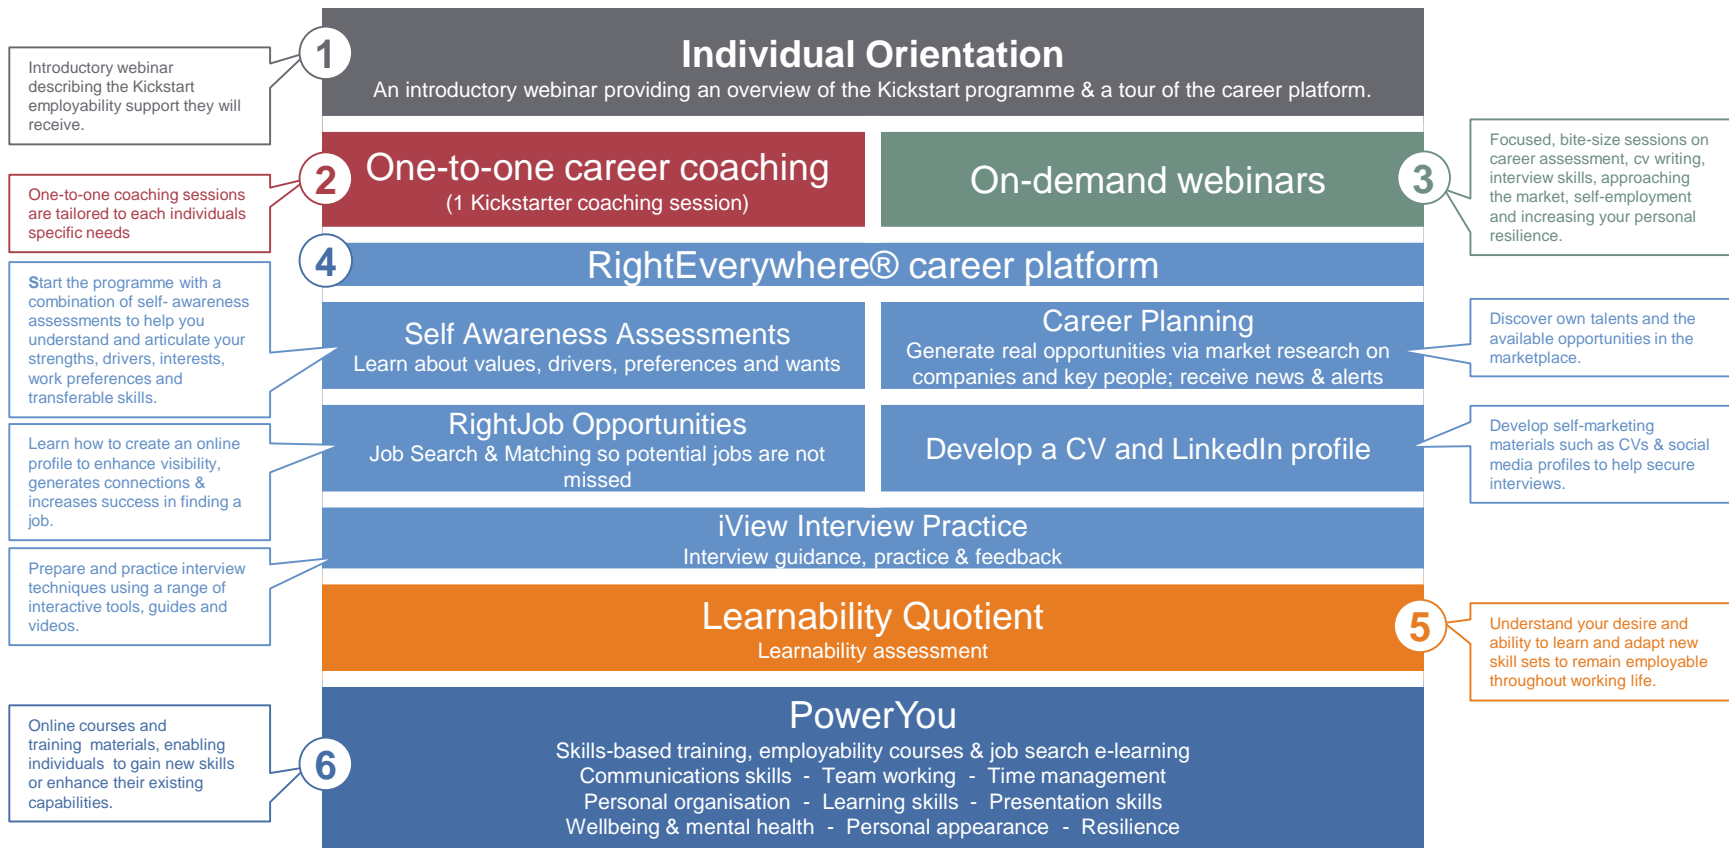 1
Individual Orientation
An introductory webinar providing an overview of the Kickstart programme & a tour of the career platform.
Introductory webinar
describing the Kickstart
employability support they will
receive.
2
One-to-one career coaching
(1 Kickstarter coaching session)
One-to-one coaching sessions
are tailored to each individuals
specific needs
On-demand webinars
3
Focused, bite-size sessions on
career assessment, cv writing,
interview skills, approaching
the market, self-employment
and increasing your personal
resilience.
4
RightEverywhere® career platform
Start the programme with a
combination of self- awareness
assessments to help you
understand and articulate your
strengths, drivers, interests,
work preferences and
transferable skills.
Self Awareness Assessments
Learn about values, drivers, preferences and wants
Career Planning
Generate real opportunities via market research on
companies and key people; receive news & alerts
Discover own talents and the
available opportunities in the
marketplace.
Learn how to create an online
profile to enhance visibility,
generates connections &
increases success in finding a
job.
RightJob Opportunities
Job Search & Matching so potential jobs are not
missed
Develop a CV and LinkedIn profile
Develop self-marketing
materials such as CVs & social
media profiles to help secure
interviews.
Prepare and practice interview
techniques using a range of
interactive tools, guides and
videos.
iView Interview Practice
Interview guidance, practice & feedback
Learnability Quotient
Learnability assessment
5
Understand your desire and
ability to learn and adapt new
skill sets to remain employable
throughout working life.
Online courses and
training materials, enabling
individuals to gain new skills
or enhance their existing
capabilities.
6
PowerYou
Skills-based training, employability courses & job search e-learning
Communications skills - Team working - Time management
Personal organisation - Learning skills - Presentation skills
Wellbeing & mental health - Personal appearance - Resilience